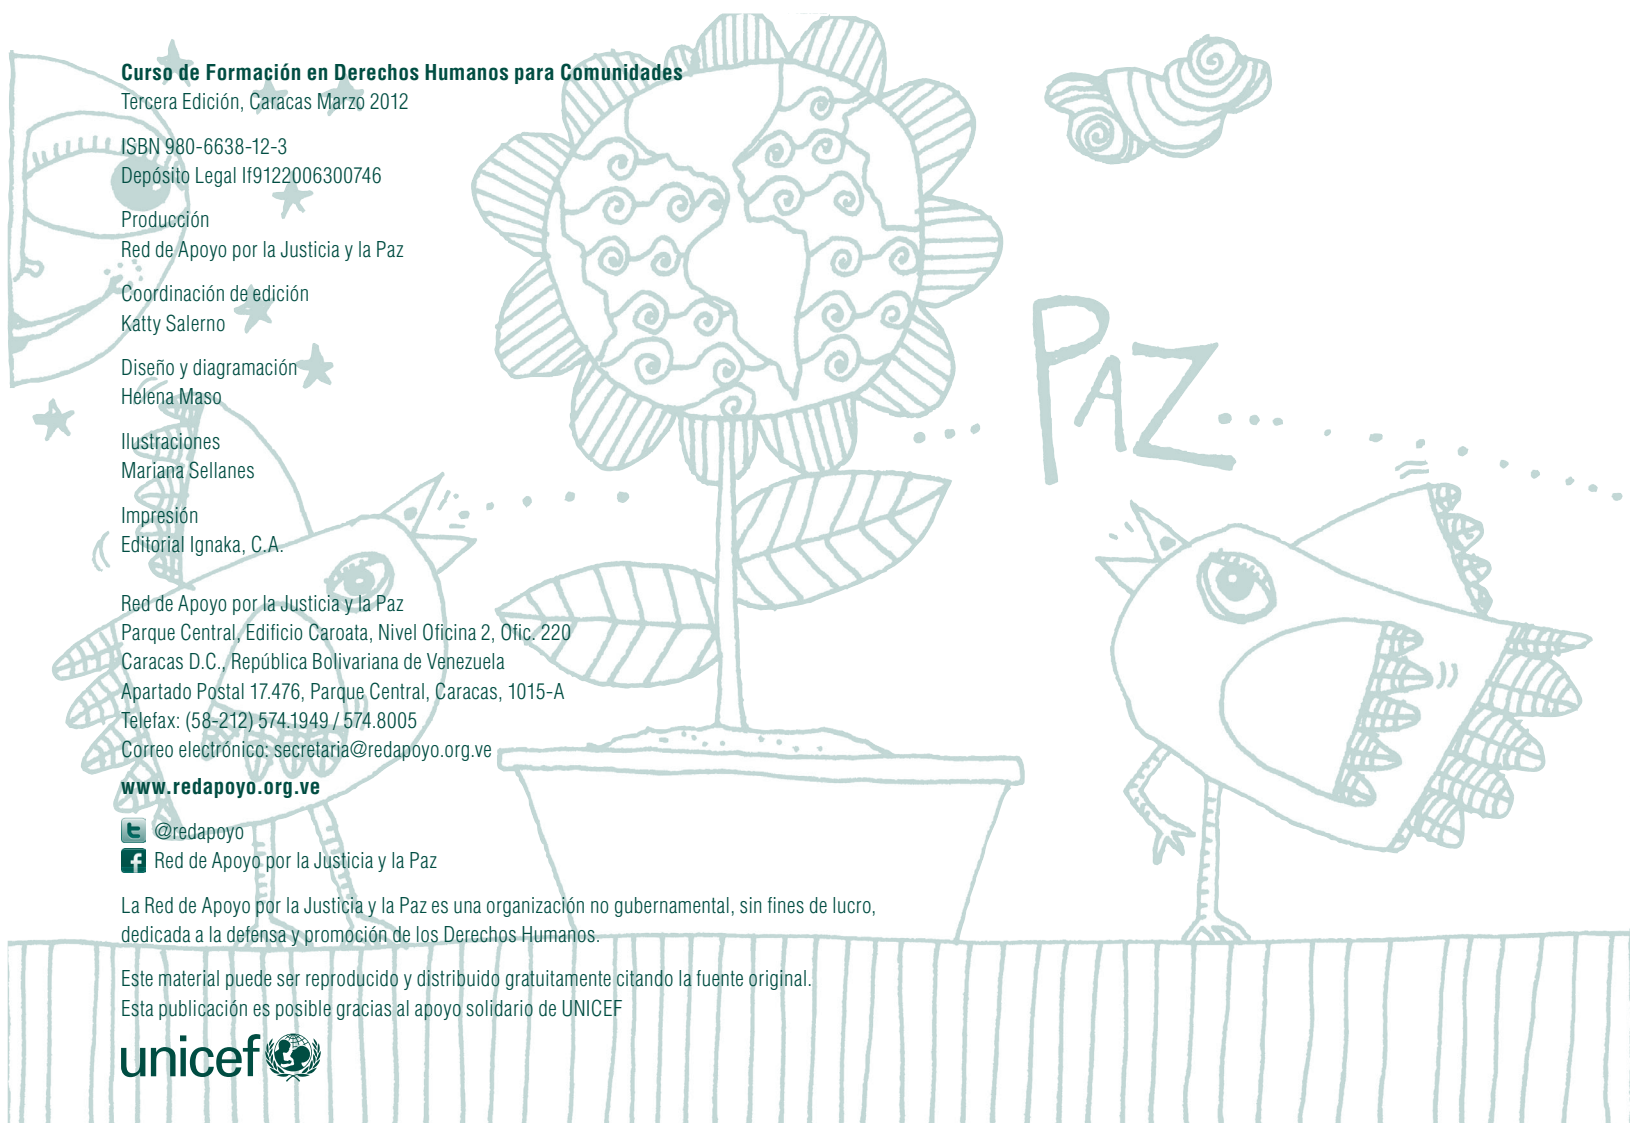 Curso de Formación en Derechos Humanos para Comunidades
Tercera Edición, Caracas Marzo 2012
ISBN 980-6638-12-3
Depósito Legal If9122006300746
Producción
Red de Apoyo por la Justicia y la Paz
Coordinación de edición
Katty Salerno
Diseño y diagramación
Helena Maso
Ilustraciones
Mariana Sellanes
Impresión
Editorial Ignaka, C.A.
Red de Apoyo por la Justicia y la Paz
Parque Central, Edificio Caroata, Nivel Oficina 2, Ofic. 220
Caracas D.C., República Bolivariana de Venezuela
Apartado Postal 17.476, Parque Central, Caracas, 1015-A
Telefax: (58-212) 574.1949 / 574.8005
Correo electrónico: secretaria@redapoyo.org.ve
www.redapoyo.org.ve
@redapoyo
Red de Apoyo por la Justicia y la Paz
La Red de Apoyo por la Justicia y la Paz es una organización no gubernamental, sin fines de lucro,
dedicada a la defensa y promoción de los Derechos Humanos.
Este material puede ser reproducido y distribuido gratuitamente citando la fuente original.
Esta publicación es posible gracias al apoyo solidario de UNICEF
unicef
PAZ